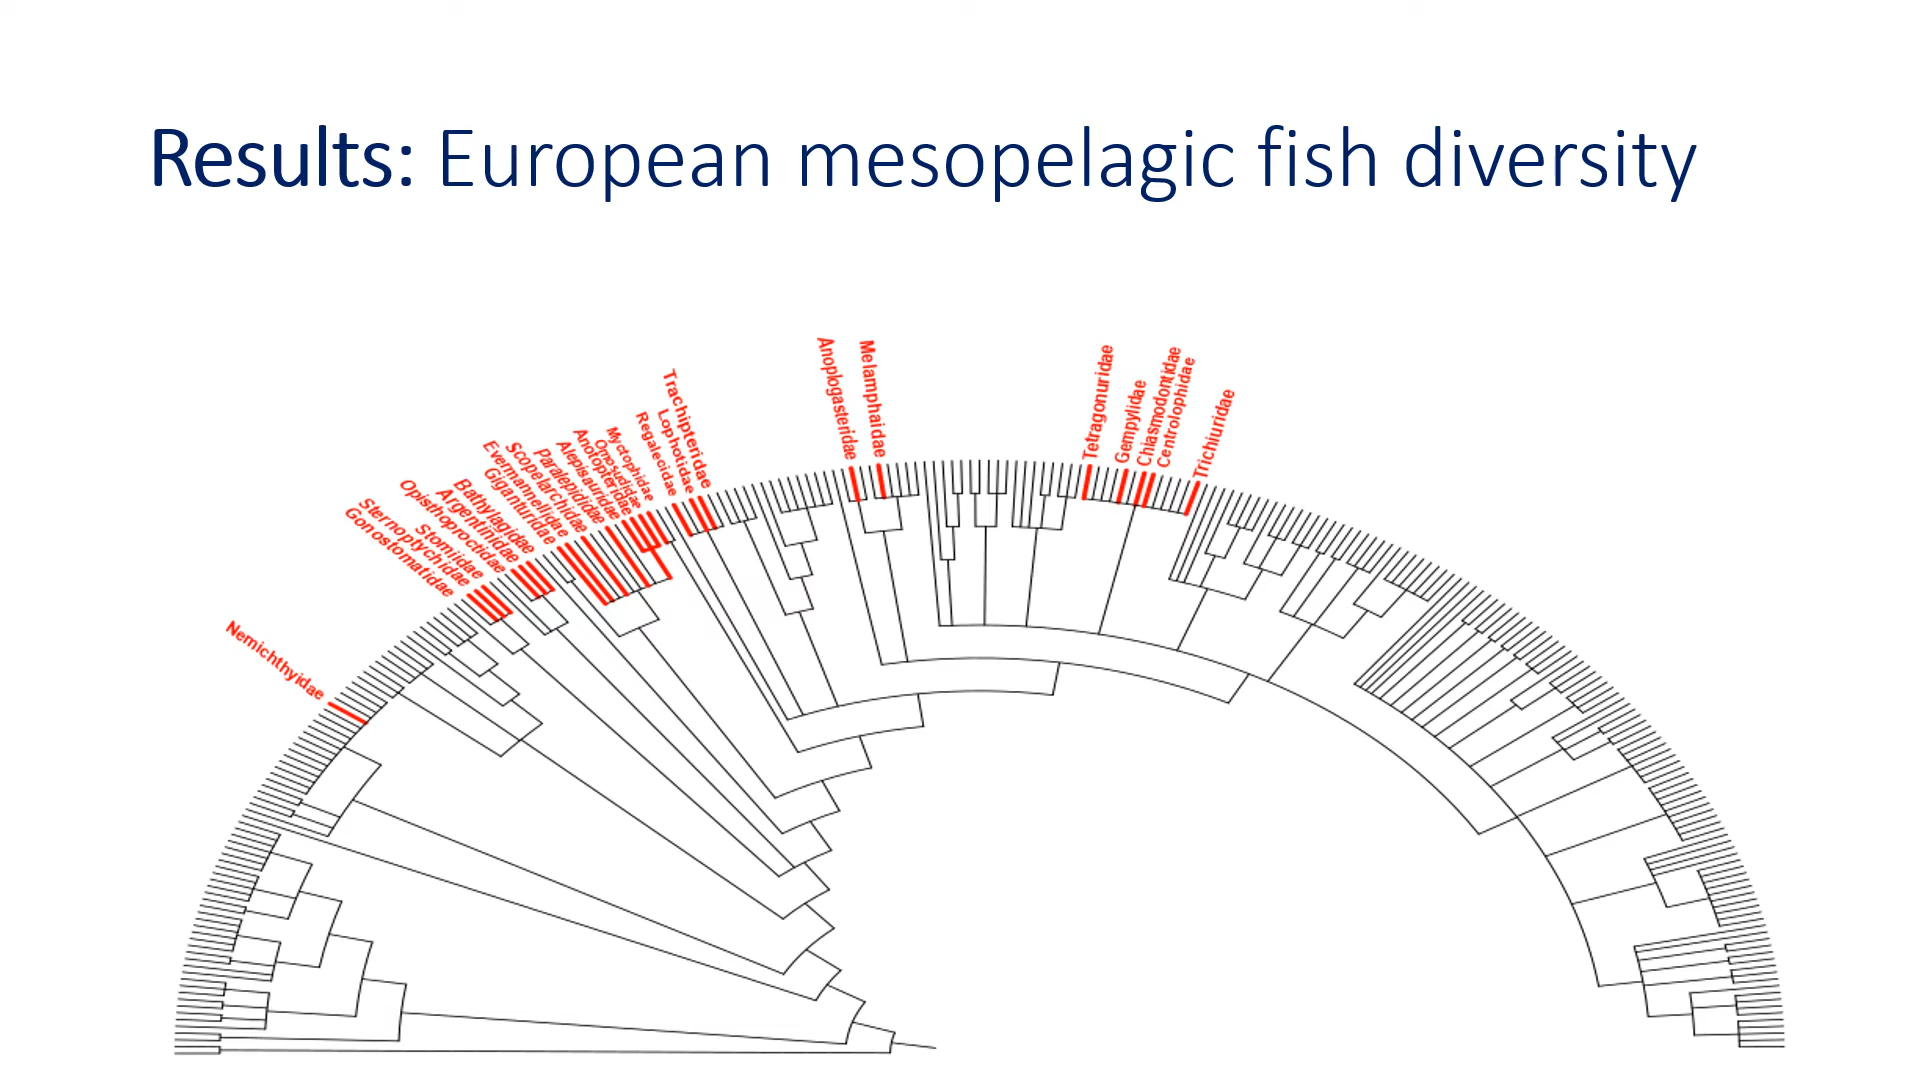 Results: European mesopelagic fish diversity
Nemichthyidae
Gonostomatidae
Sternoptychidae
Stomiidae
Opisthoproctidae
Argentinidae
Bathylagidae
Giganturidae
Evermannellidae
Scopelarchidae
Paralepididae
Alepisauridae
Anotopteridae
Omosudidae
Myctophidae
Regalecidae
Lophotidae
Trachipteridae
Anoplogasteridae
Melamphaidae
Tetragonuridae
Gempylidae
Chiasmodontidae
Centrolophidae
Trichiuridae